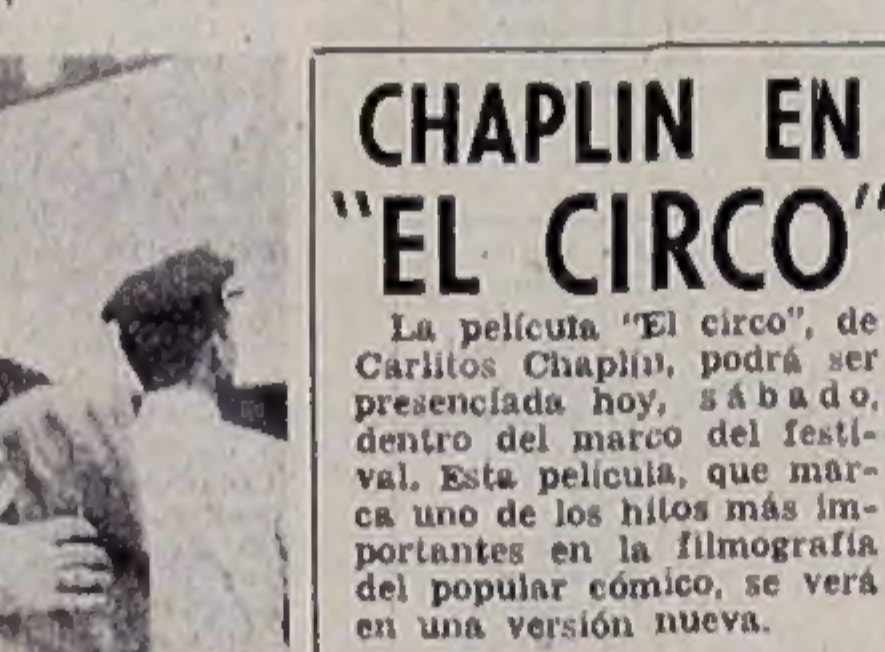 CHAPLIN EN
"EL CIRCO"
La película "El circo", de
Carlitos Chaplin, podrá ser
presenciada hoy, sábado,
dentro del marco del festi-
val. Esta película, que mar-
ca uno de los hitos más im-
portantes en la filmografía
del popular cómico, se verá
en una versión nueva.